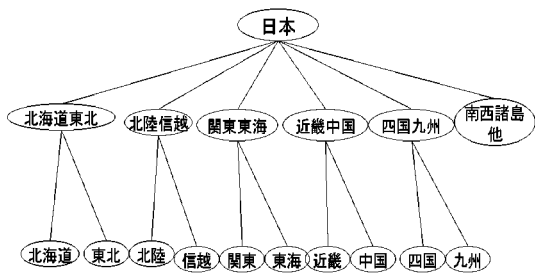 日本
北海道東北
北陸信越
関東東海
近畿中国
四国九州
南西諸島
他
北海道
東北
北陸
信越
関東
東海
近畿
中国
四国
九州